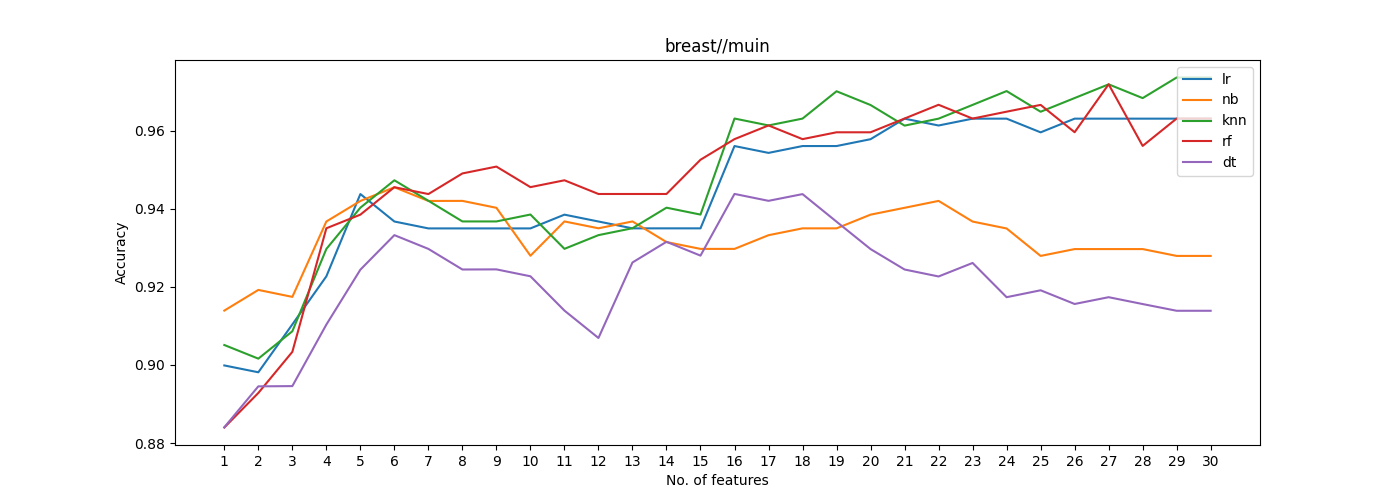 breast//muin
Accuracy
0.96
0.94
0.92
0.90
0.88
lr
nb
knn
rf
dt
1 2 3 4 5 6 7 8 9 10 11 12 13 14 15 16 17 18 19 20 21 22 23 24 25 26 27 28 29 30
No. of features